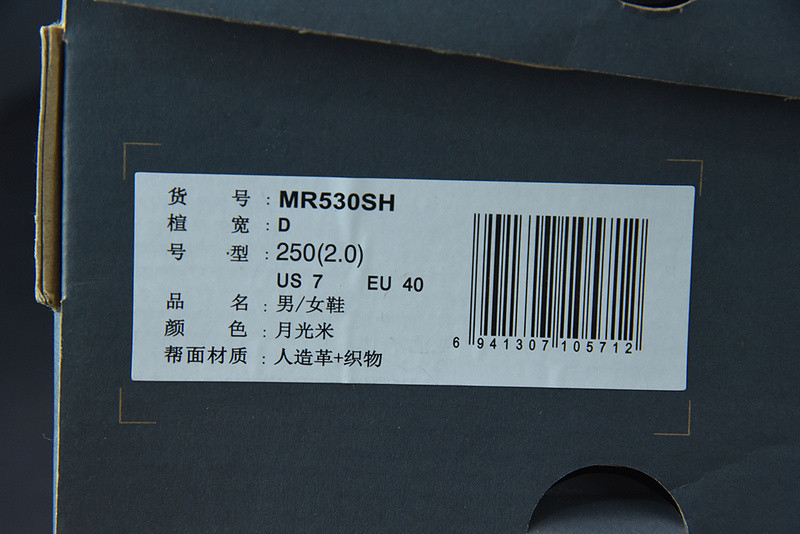 货 号 : MR530SH
楦 宽 : D
号 型 : 250(2.0)
US 7 EU 40
品 名 : 男/女鞋
颜 色 : 月光米
帮面材质 : 人造革+织物
6 941307 105712